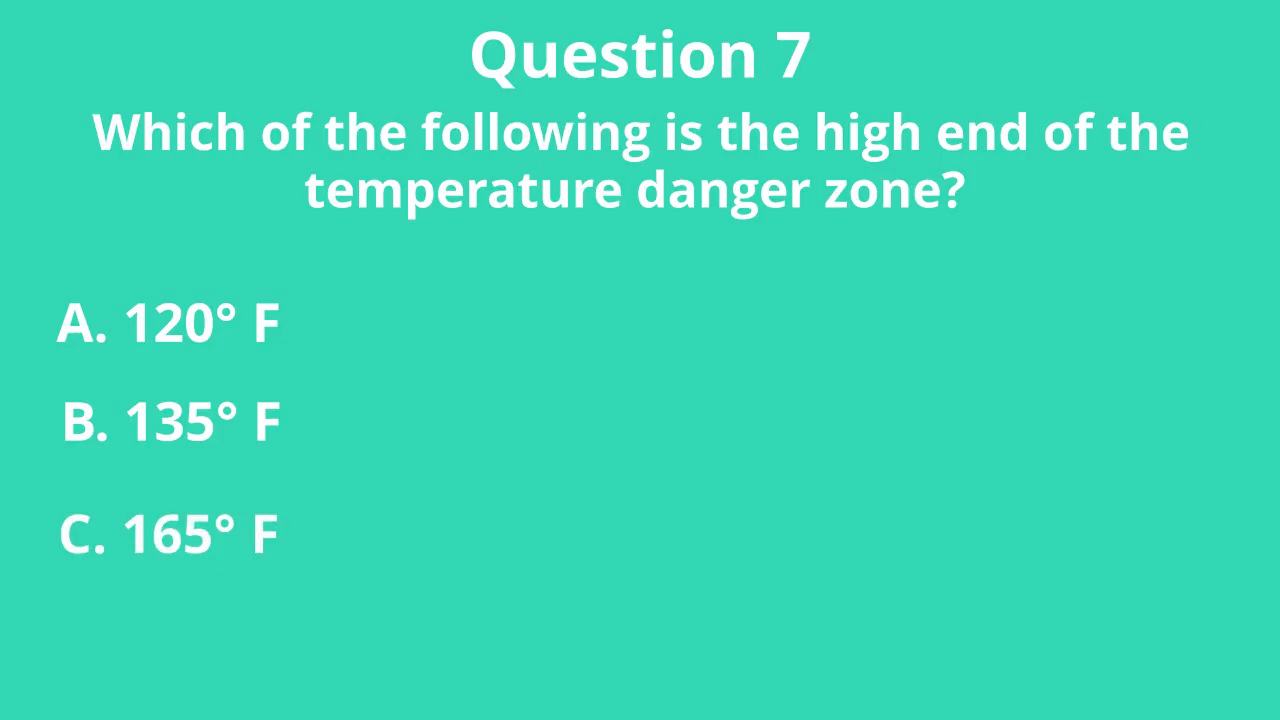 Question 7
Which of the following is the high end of the
temperature danger zone?
A. 120° F
B. 135° F
C. 165° F